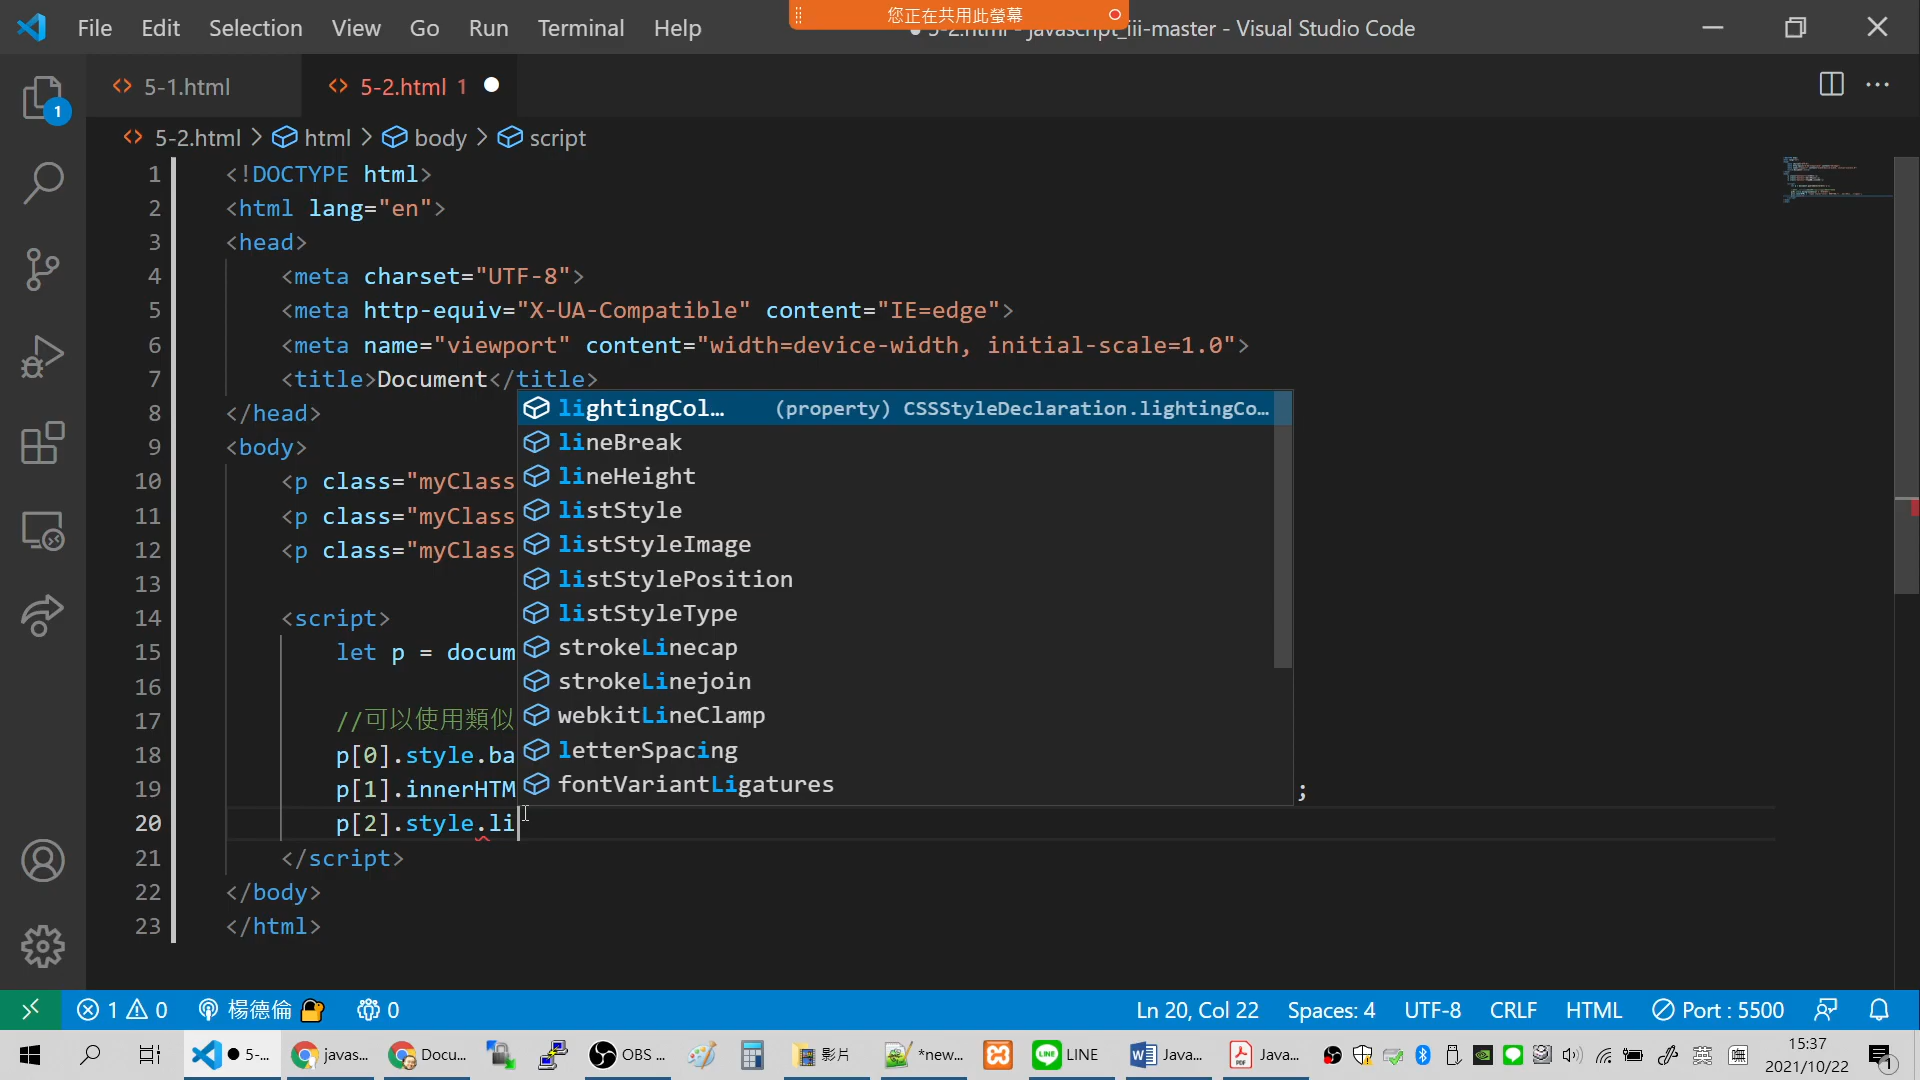 File Edit Selection View Go Run Terminal Help
您正在共用此螢幕
5-2.html - javascript_iii-master - Visual Studio Code
1
5-1.html
5-2.html 1
5-2.html > html > body > script
1 <!DOCTYPE html>
2 <html lang="en">
3 <head>
4 <meta charset="UTF-8">
5 <meta http-equiv="X-UA-Compatible" content="IE=edge">
6 <meta name="viewport" content="width=device-width, initial-scale=1.0">
7 <title>Document</title>
8 </head>
9 <body>
10 <p class="myClass
11 <p class="myClass
12 <p class="myClass
13
14 <script>
15 let p = docum
16
17 //可以使用類似
18 p[0].style.ba
19 p[1].innerHTM ;
20 p[2].style.li
21 </script>
22 </body>
23 </html>
lightingCol… (property) CSSStyleDeclaration.lightingCo…
lineBreak
lineHeight
listStyle
listStyleImage
listStylePosition
listStyleType
strokeLinecap
strokeLinejoin
webkitLineClamp
letterSpacing
fontVariantLigatures
1 0 楊德倫 0
Ln 20, Col 22 Spaces: 4 UTF-8 CRLF HTML Port : 5500
● 5-... javas... Docu... OBS ... 影片 *new... LINE Java... Java...
英
15:37
2021/10/22
1